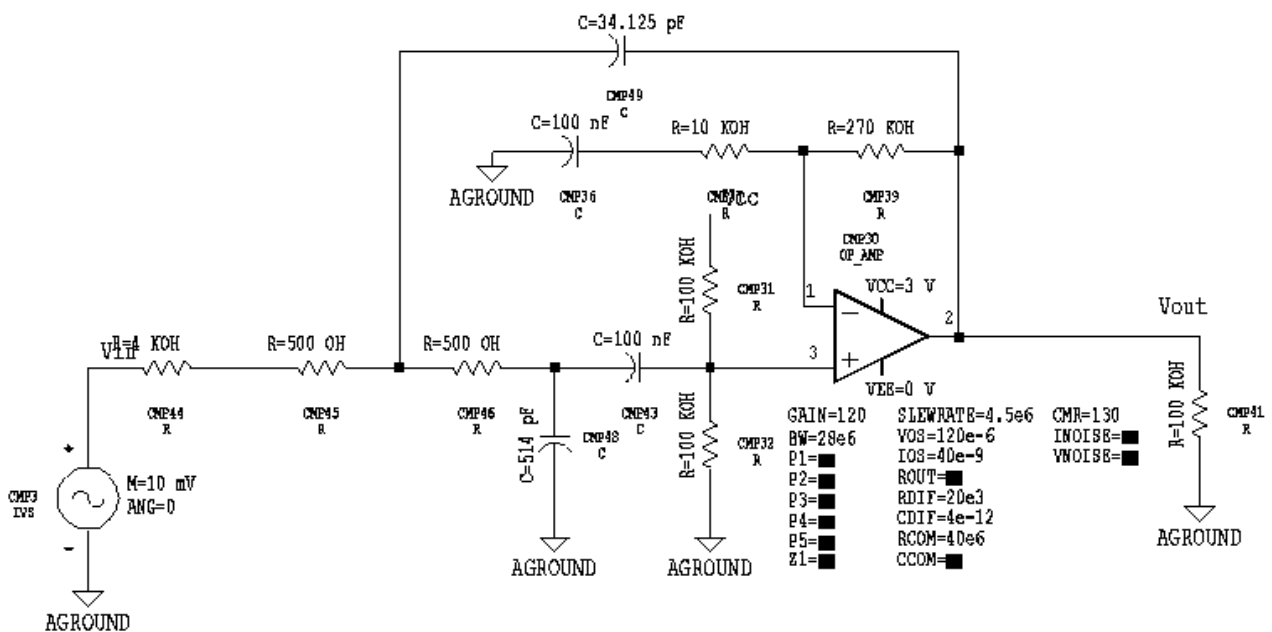 C=34.125 pF
CMP49
C
C=100 nF
R=10 KOH
R=270 KOH
AGROUND
CMP36
C
R
CMP39
R
CMP30
OP_AMP
R=100 KOH
CMP31
R
VCC=3 V
1
2
3
Vout
Vin
R=4 KOH
R=500 OH
R=500 OH
C=100 nF
CMP44
R
CMP45
R
CMP46
R
CMP43
C
C=514 pF
CMP48
C
R=100 KOH
CMP32
R
VEE=0 V
R=100 KOH
CMP41
R
GAIN=120
BW=28e6
P1=
P2=
P3=
P4=
P5=
Z1=
SLEWRATE=4.5e6
VOS=120e-6
IOS=40e-9
ROUT=
RDIF=20e3
CDIF=4e-12
RCOM=40e6
CCOM=
CMR=130
INOISE=
VNOISE=
+
CMP3
IVS
M=10 mV
ANG=0
-
AGROUND
AGROUND
AGROUND
AGROUND